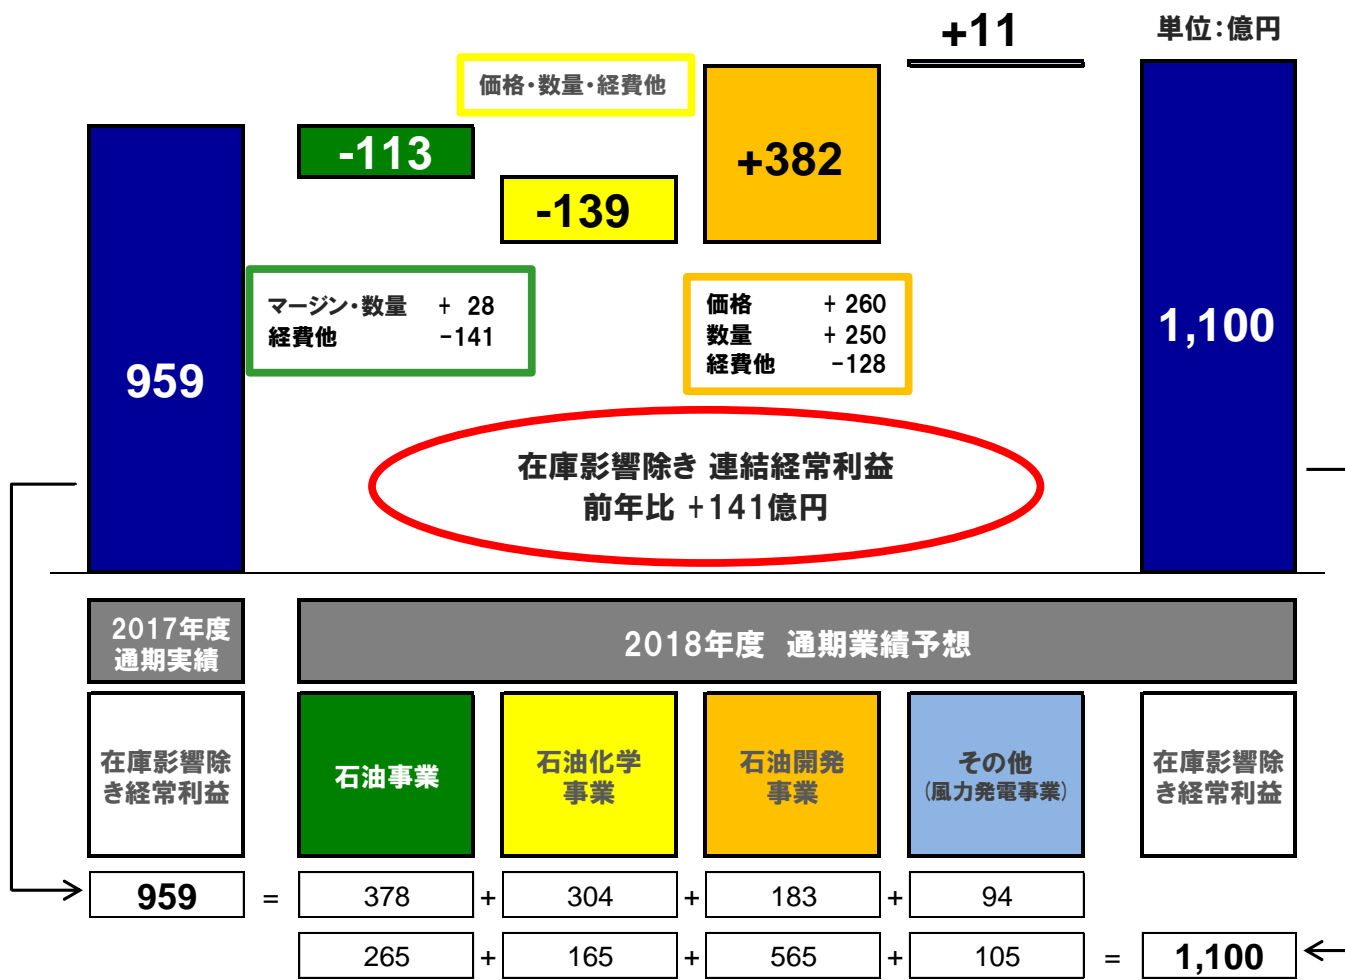 +11
単位：億円
価格・数量・経費他
-113
-139
+382
マージン・数量 + 28
経費他 -141
価格 + 260
数量 + 250
経費他 -128
959
1,100
在庫影響除き 連結経常利益
前年比 +141億円
2017年度
通期実績
2018年度 通期業績予想
在庫影響除
き経常利益
石油事業
石油化学
事業
石油開発
事業
その他
（風力発電事業）
在庫影響除
き経常利益
959 = 378 + 304 + 183 + 94
265 + 165 + 565 + 105 = 1,100